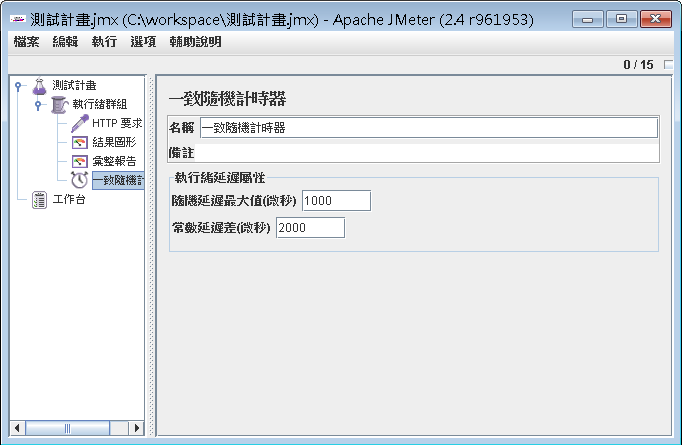 測試計畫.jmx (C:\workspace\測試計畫.jmx) - Apache JMeter (2.4 r961953)
檔案 編輯 執行 選項 輔助說明
0 / 15
測試計畫
執行緒群組
HTTP 要求
結果圖形
彙整報告
一致隨機計
工作台
一致隨機計時器
名稱 一致隨機計時器
備註
執行緒延遲屬性
隨機延遲最大值(微秒) 1000
常數延遲差(微秒) 2000